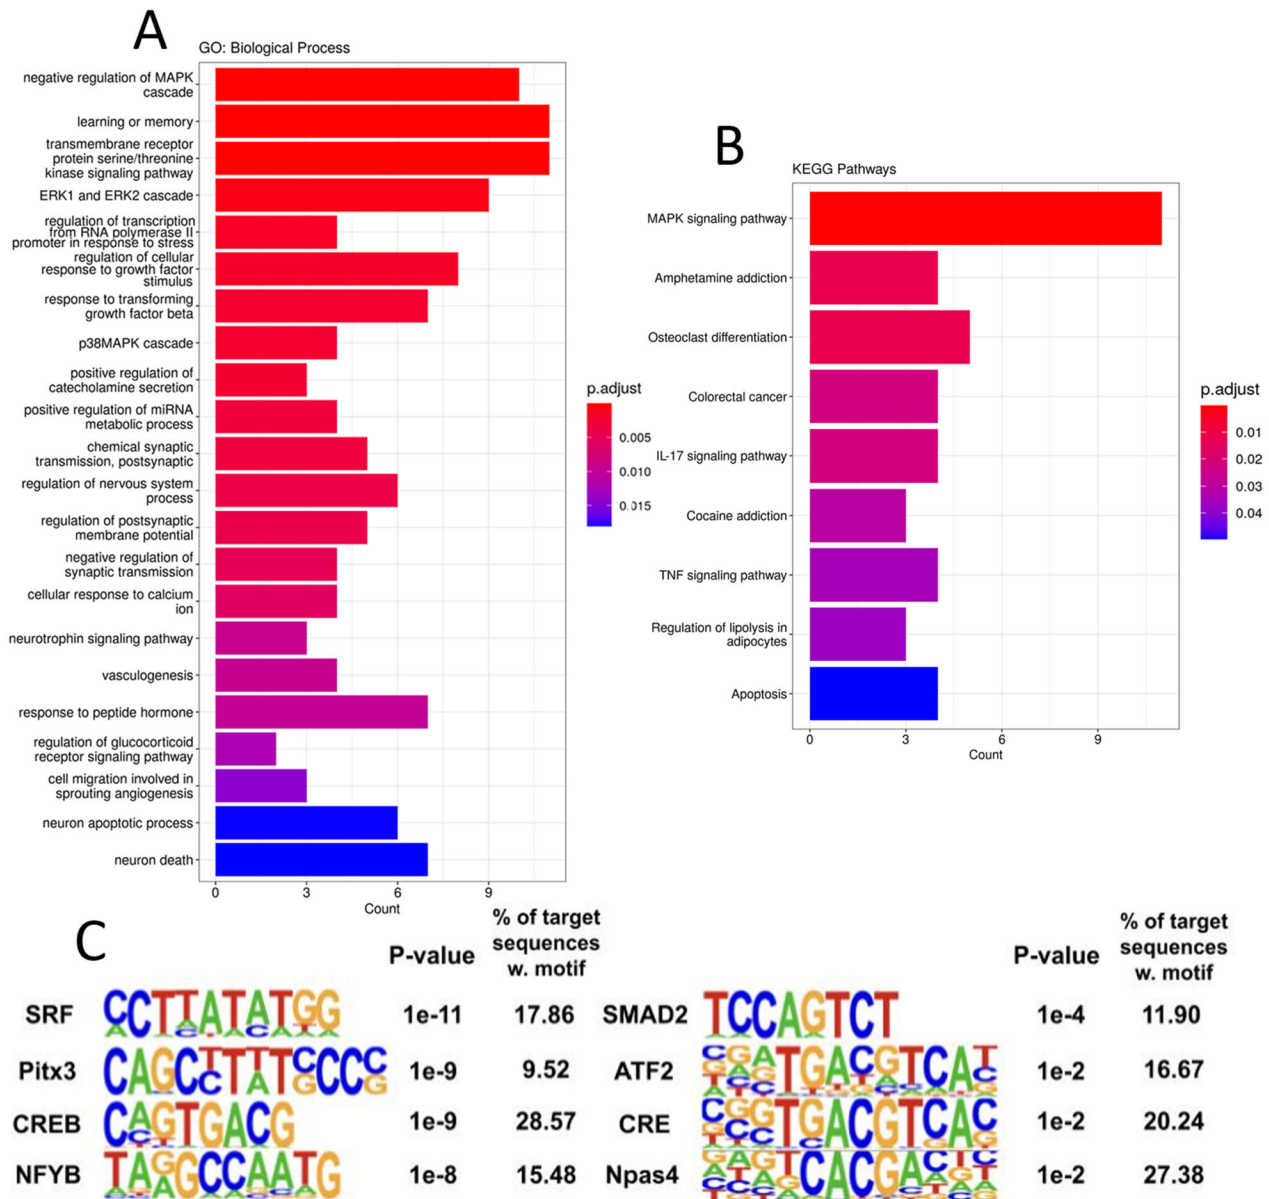 A
GO: Biological Process
negative regulation of MAPK
cascade
learning or memory
transmembrane receptor
protein serine/threonine
kinase signaling pathway
ERK1 and ERK2 cascade
regulation of transcription
from RNA polymerase II
promoter in response to stress
regulation of cellular
response to growth factor
stimulus
response to transforming
growth factor beta
p38MAPK cascade
positive regulation of
catecholamine secretion
positive regulation of miRNA
metabolic process
chemical synaptic
transmission, postsynaptic
regulation of nervous system
process
regulation of postsynaptic
membrane potential
negative regulation of
synaptic transmission
cellular response to calcium
ion
neurotrophin signaling pathway
vasculogenesis
response to peptide hormone
regulation of glucocorticoid
receptor signaling pathway
cell migration involved in
sprouting angiogenesis
neuron apoptotic process
neuron death
0 3 6 9
Count
p.adjust
0.005
0.010
0.015
B
KEGG Pathways
MAPK signaling pathway
Amphetamine addiction
Osteoclast differentiation
Colorectal cancer
IL-17 signaling pathway
Cocaine addiction
TNF signaling pathway
Regulation of lipolysis in
adipocytes
Apoptosis
0 3 6 9
Count
p.adjust
0.01
0.02
0.03
0.04
C
P-value
% of target
sequences
w. motif
SRF CCTTATATGG 1e-11 17.86
Pitx3 CAGCTTTTCCCC 1e-9 9.52
CREB CAGTGACG 1e-9 28.57
NFYB TAGGCCAATG 1e-8 15.48
P-value
% of target
sequences
w. motif
SMAD2 TCCAGTCT 1e-4 11.90
ATF2 CGATGACGTCAT 1e-2 16.67
CRE CGGTGACGTCAC 1e-2 20.24
Npas4 1e-2 27.38